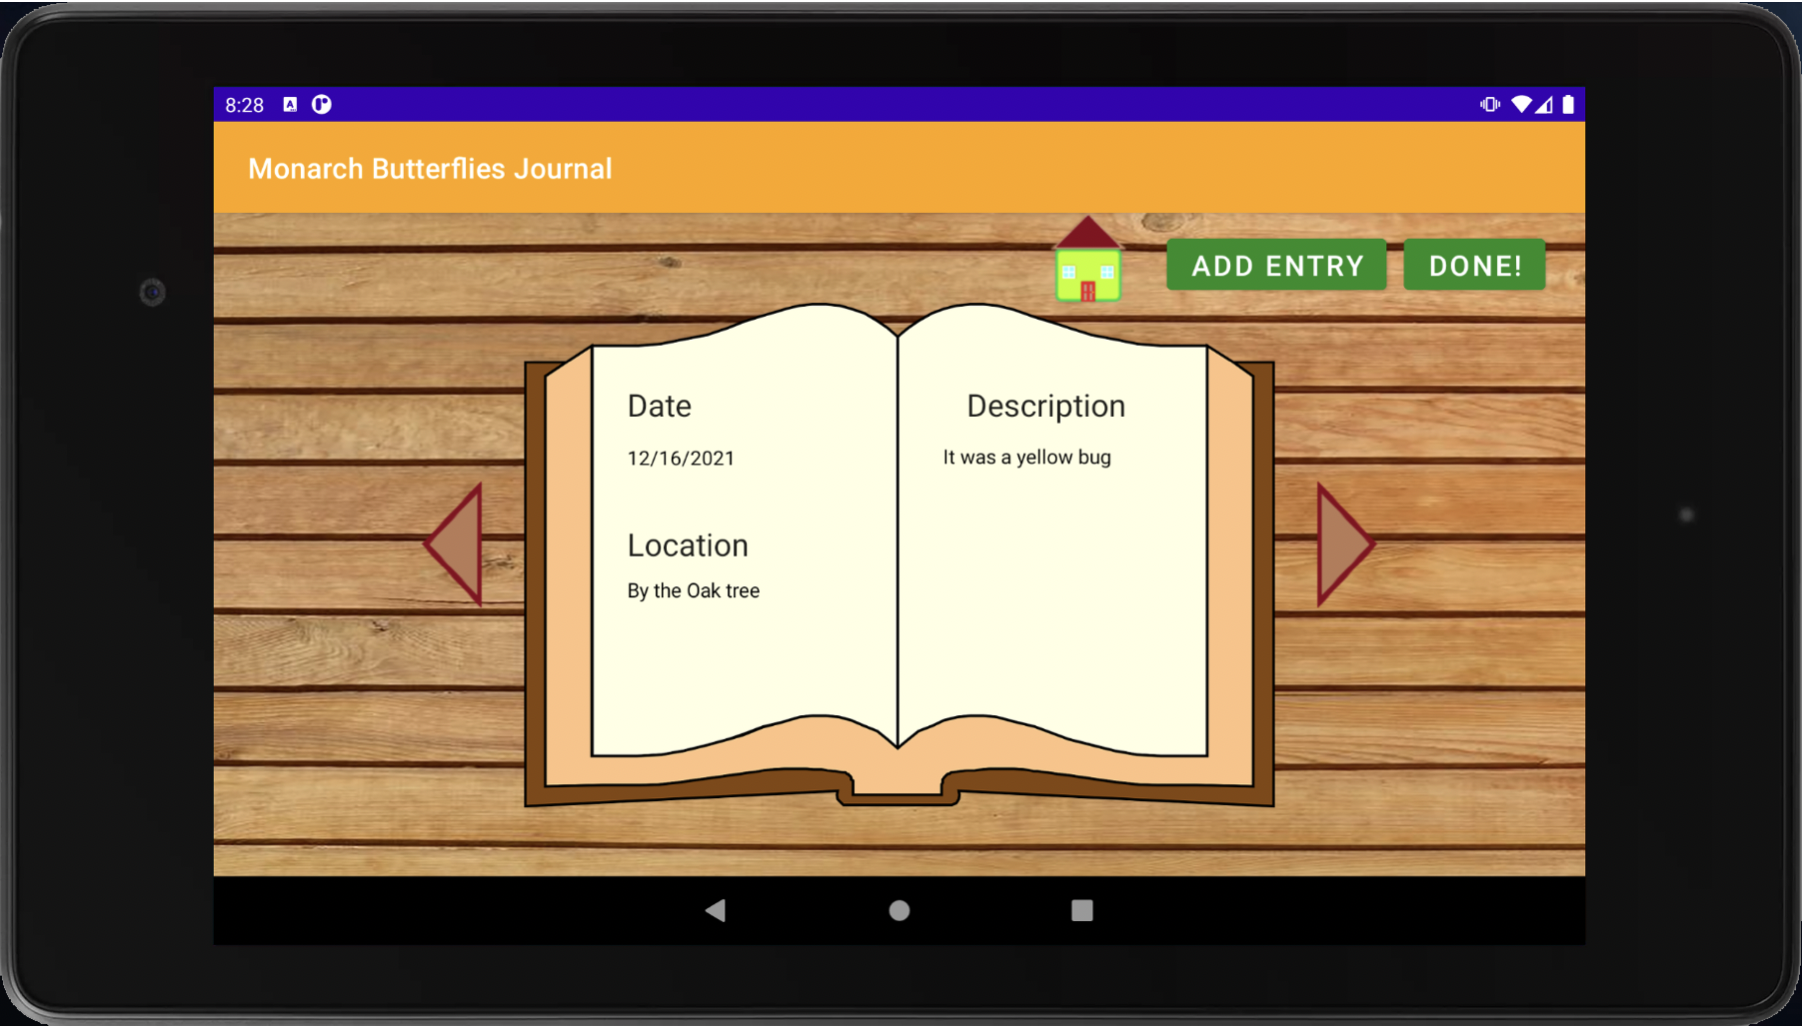 8:28
Monarch Butterflies Journal
ADD ENTRY
DONE!
Date
12/16/2021
Location
By the Oak tree
Description
It was a yellow bug